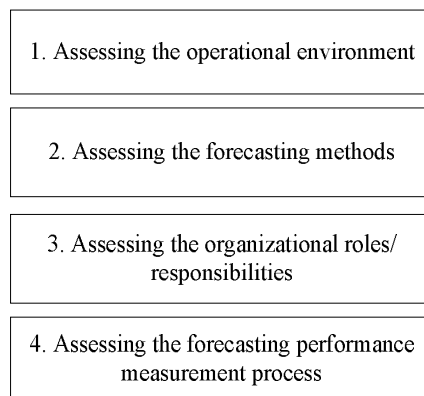 1. Assessing the operational environment
2. Assessing the forecasting methods
3. Assessing the organizational roles/
responsibilities
4. Assessing the forecasting performance
measurement process